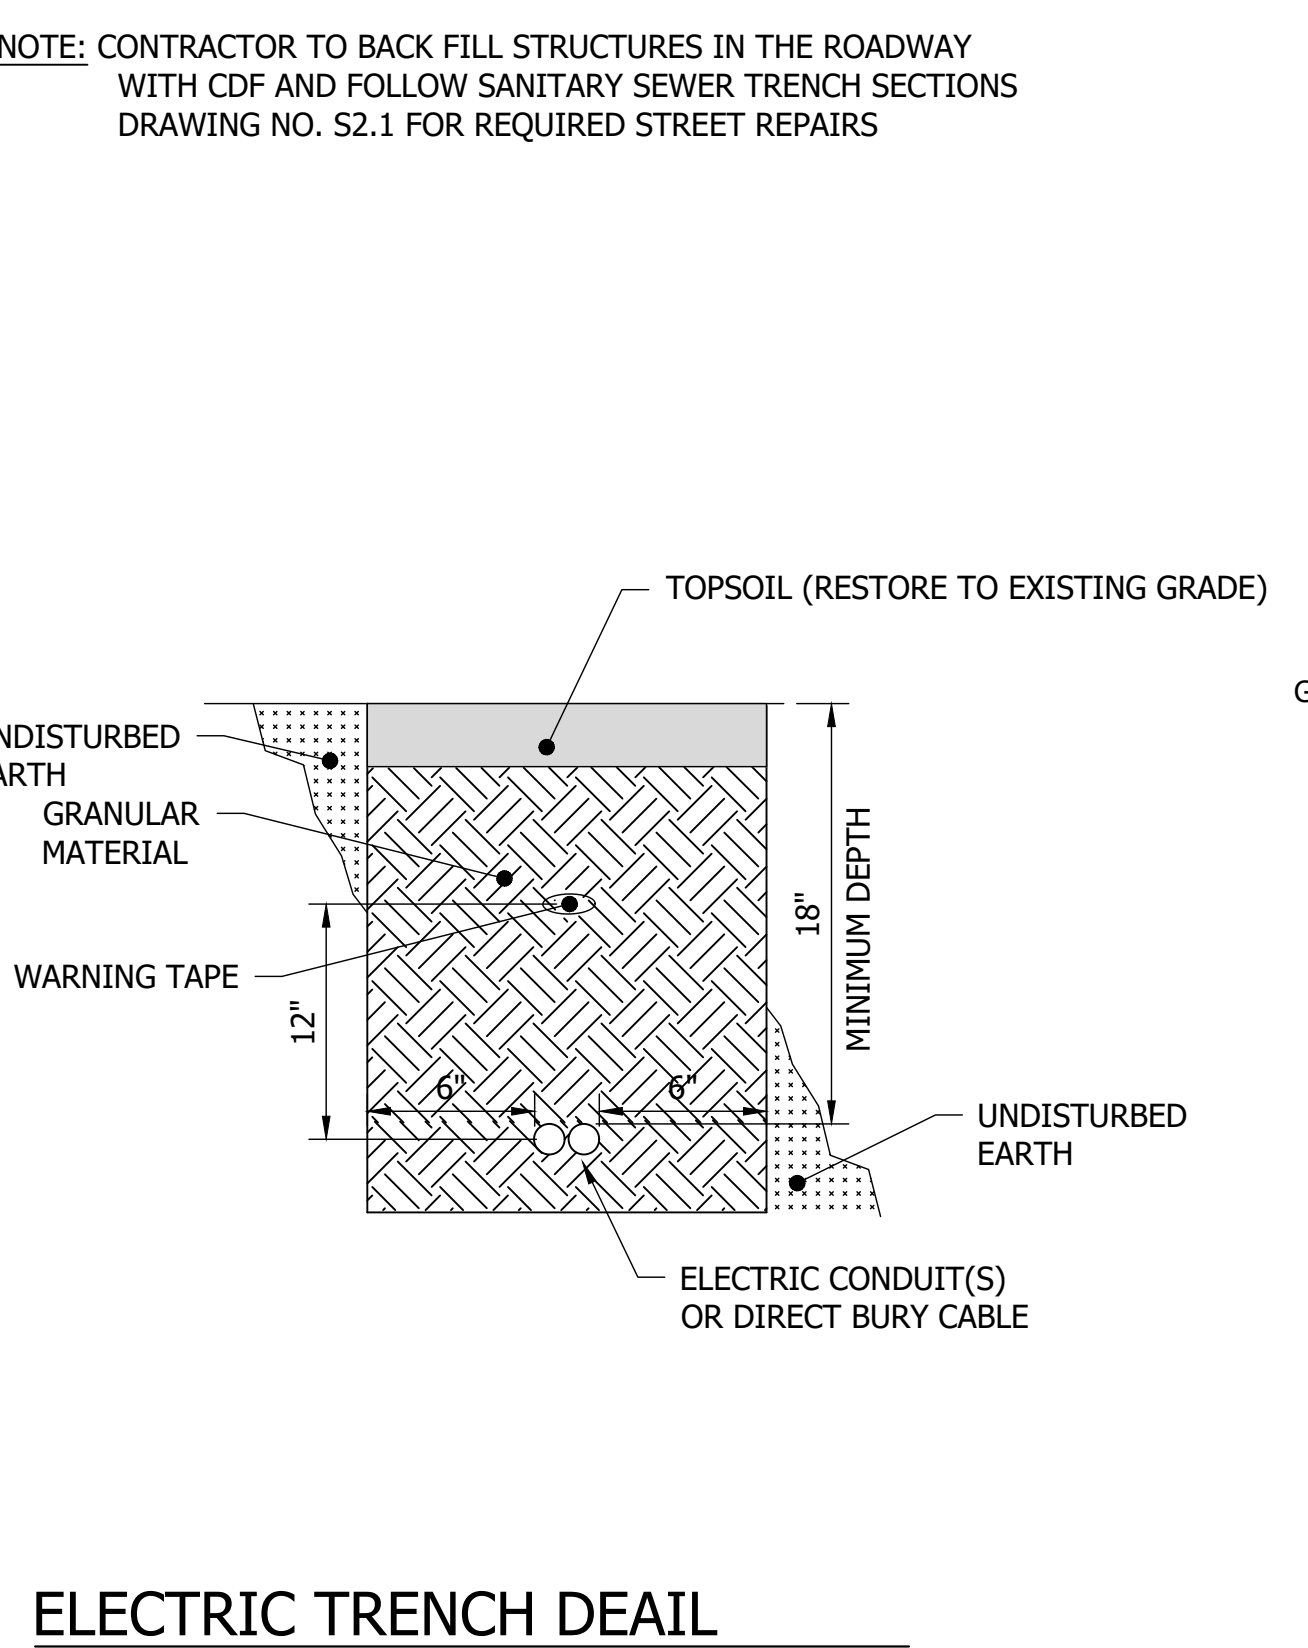 NOTE: CONTRACTOR TO BACK FILL STRUCTURES IN THE ROADWAY
WITH CDF AND FOLLOW SANITARY SEWER TRENCH SECTIONS
DRAWING NO. S2.1 FOR REQUIRED STREET REPAIRS
TOPSOIL (RESTORE TO EXISTING GRADE)
G
NDISTURBED
ARTH
GRANULAR
MATERIAL
18"
MINIMUM DEPTH
WARNING TAPE
12"
6"
6"
UNDISTURBED
EARTH
ELECTRIC CONDUIT(S)
OR DIRECT BURY CABLE
ELECTRIC TRENCH DEAIL